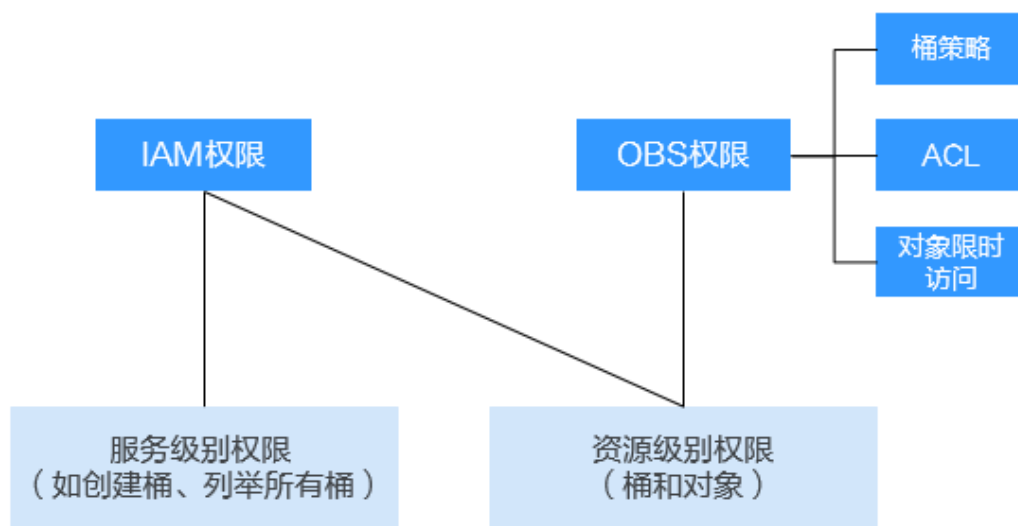 桶策略
IAM权限
OBS权限
ACL
对象限时
访问
服务级别权限
（如创建桶、列举所有桶）
资源级别权限
（桶和对象）